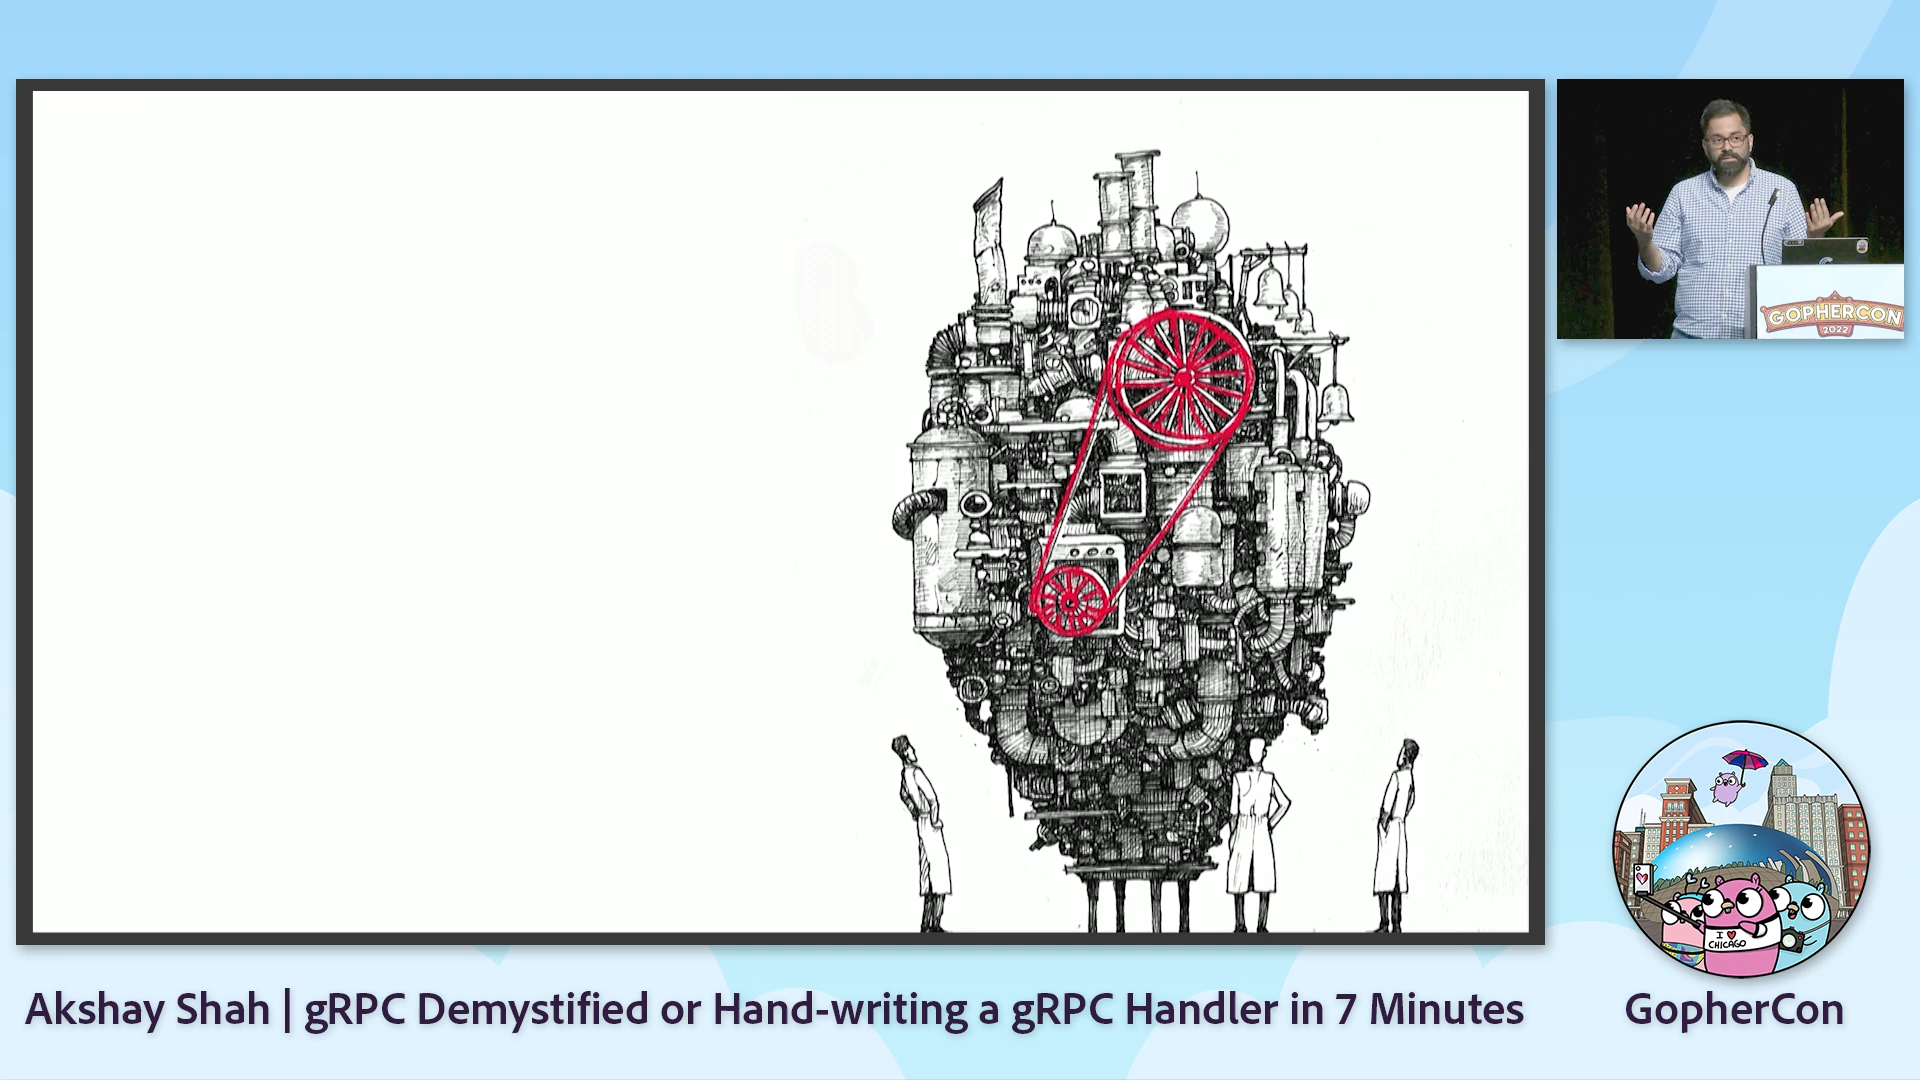 GOPHERCON
2022
I ♥
CHICAGO
Akshay Shah | gRPC Demystified or Hand-writing a gRPC Handler in 7 Minutes
GopherCon